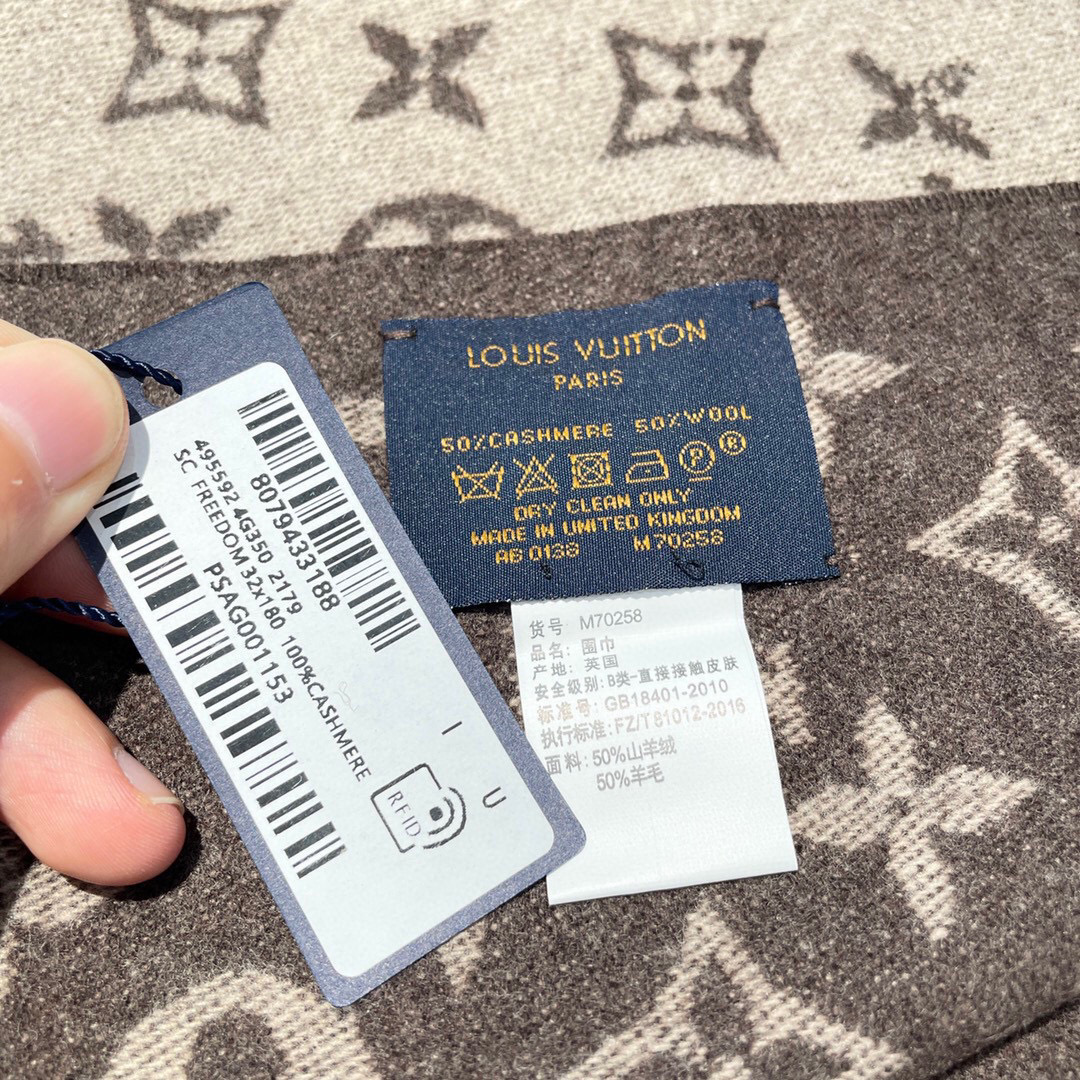 LOUIS VUITTON
PARIS
50%CASHMERE 50%WOOL
P ®
DRY CLEAN ONLY
MADE IN UNITED KINGDOM
AB 0138 M70258
货号: M70258
品名: 围巾
产地: 英国
安全级别: B类-直接接触皮肤
标准号: GB18401-2010
执行标准: FZ/T81012-2016
面料: 50%山羊绒
50%羊毛
8079433188
495592 4G350 2179
SC FREEDOM 32x180 100%CASHMERE
PSAG001153
I
U
RFID